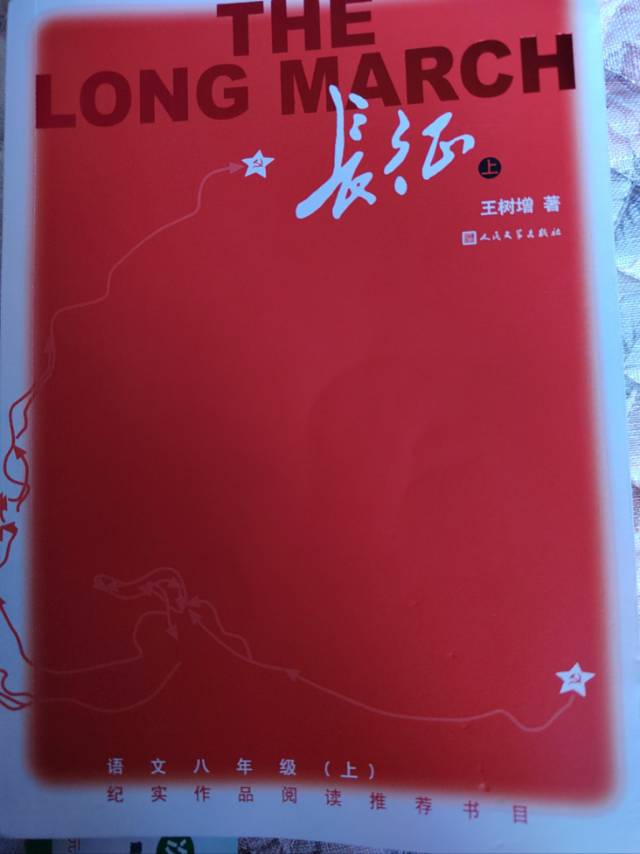 THE
LONG MARCH
長征 上
王树增 著
人民文学出版社
语文八年级(上)
纪实作品阅读推荐书目